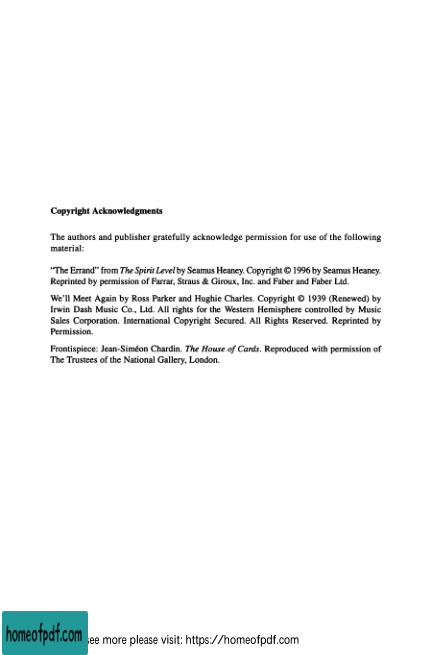 Copyright Acknowledgments
The authors and publisher gratefully acknowledge permission for use of the following
material:
“The Errand” from The Spirit Level by Seamus Heaney. Copyright © 1996 by Seamus Heaney.
Reprinted by permission of Farrar, Straus & Giroux, Inc. and Faber and Faber Ltd.
We'll Meet Again by Ross Parker and Hughie Charles. Copyright © 1939 (Renewed) by
Irwin Dash Music Co., Ltd. All rights for the Western Hemisphere controlled by Music
Sales Corporation. International Copyright Secured. All Rights Reserved. Reprinted by
Permission.
Frontispiece: Jean-Siméon Chardin. The House of Cards. Reproduced with permission of
The Trustees of the National Gallery, London.
homeofpdf.com
see more please visit: https://homeofpdf.com